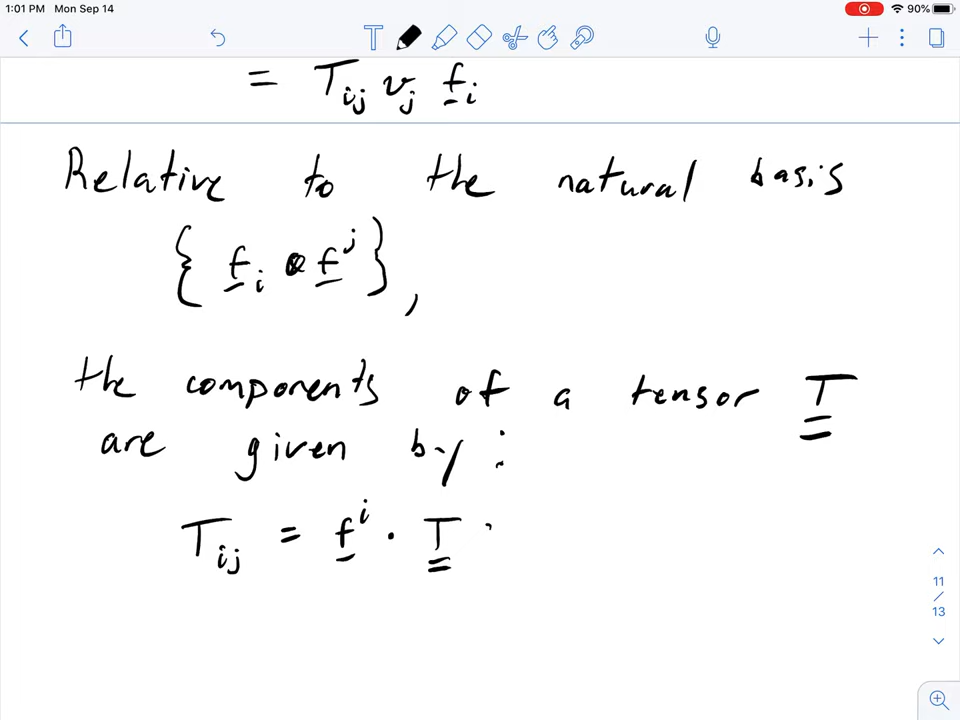 1:01 PM Mon Sep 14
90%
= T_ij v_j f_i
Relative to the natural basis
{ f_i ⊗ f^j },
the components of a tensor T
are given by :
T_ij = f^i · T
11
/
13